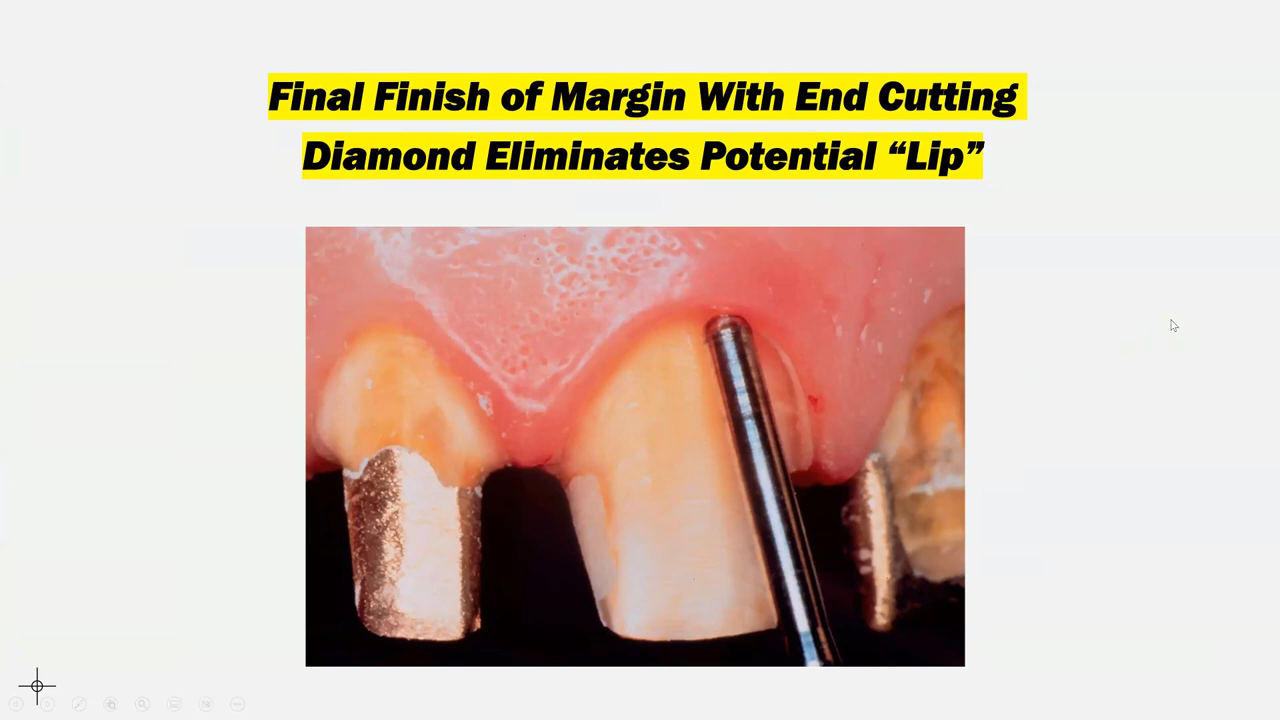 Final Finish of Margin With End Cutting
Diamond Eliminates Potential “Lip”